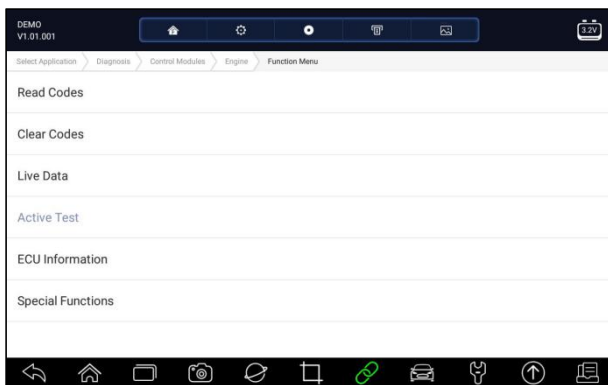 DEMO
V1.01.001
3.2V
Select Application Diagnosis Control Modules Engine Function Menu
Read Codes
Clear Codes
Live Data
Active Test
ECU Information
Special Functions